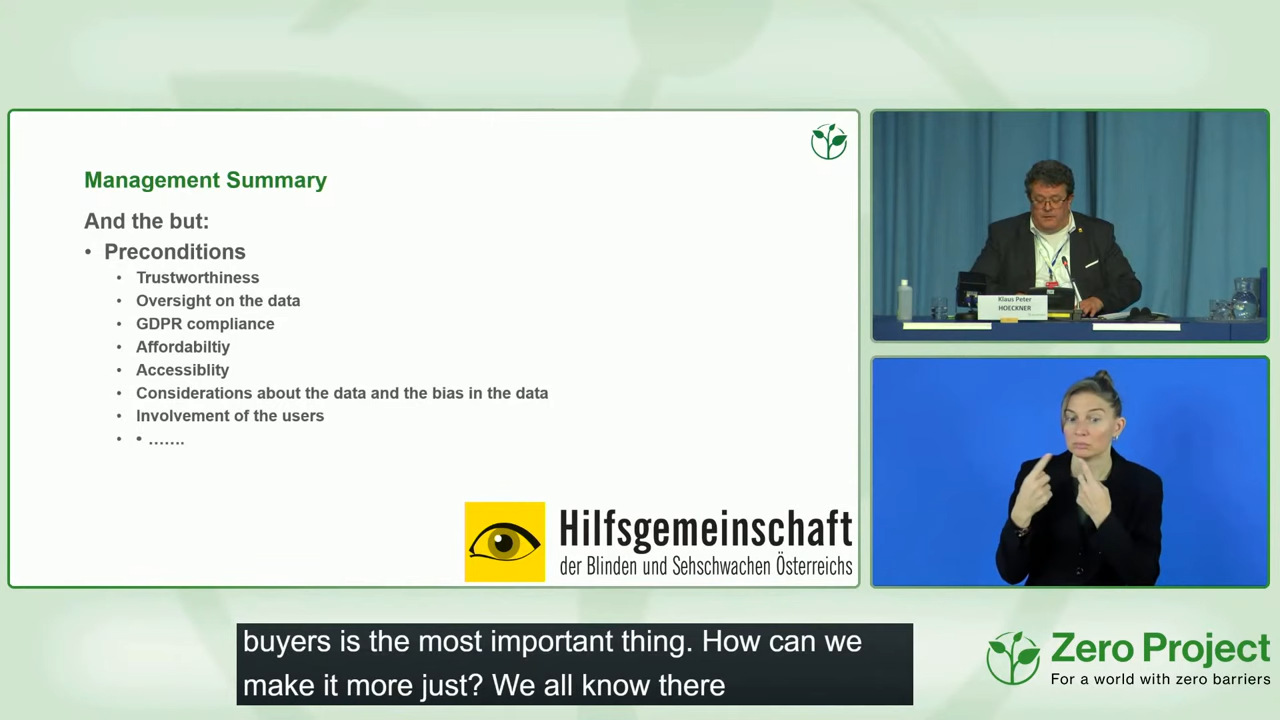 Management Summary
And the but:
• Preconditions
• Trustworthiness
• Oversight on the data
• GDPR compliance
• Affordabiltiy
• Accessiblity
• Considerations about the data and the bias in the data
• Involvement of the users
• • .......
Hilfsgemeinschaft
der Blinden und Sehschwachen Österreichs
Klaus Peter
HOECKNER
buyers is the most important thing. How can we
make it more just? We all know there
Zero Project
For a world with zero barriers